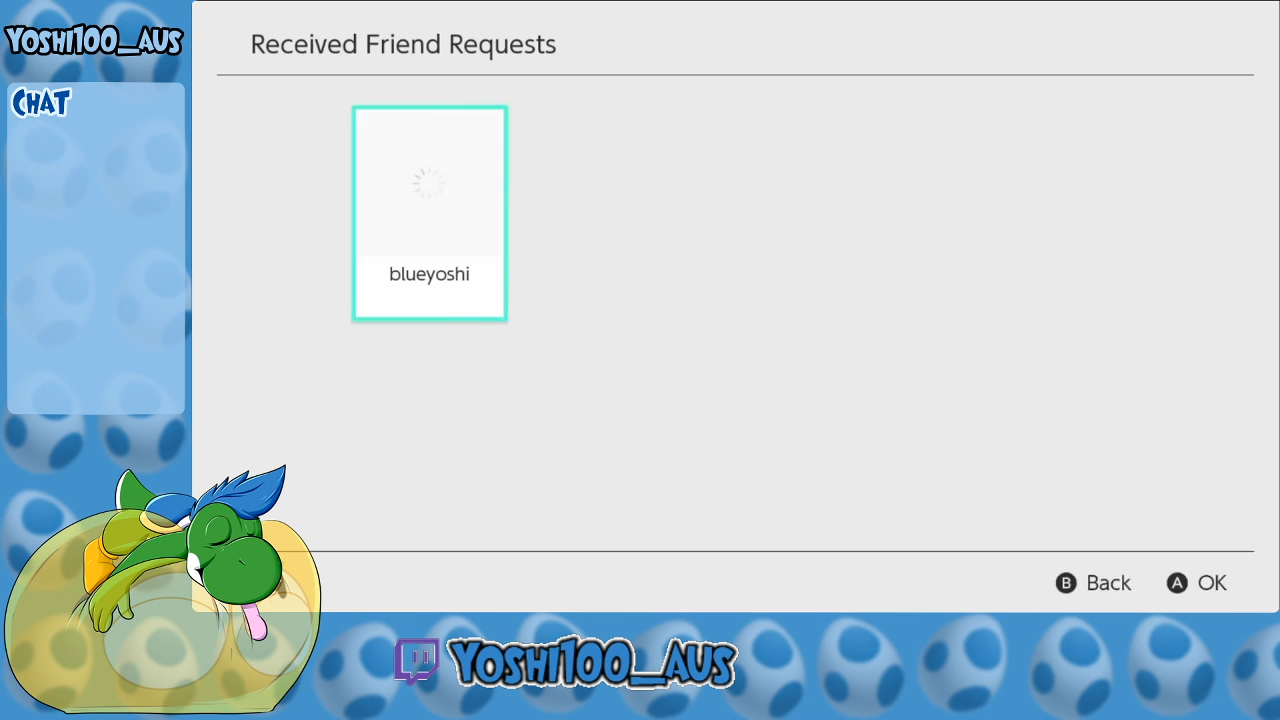 Yoshi100_Aus
Chat
Received Friend Requests
blueyoshi
B Back
A OK
Yoshi100_Aus